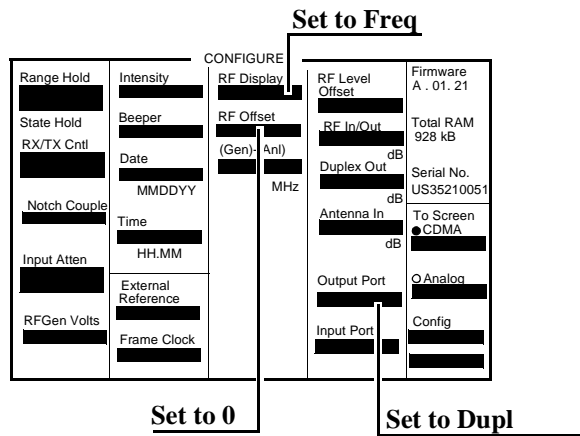 Set to Freq
CONFIGURE
Range Hold
State Hold
RX/TX Cntl
Notch Couple
Input Atten
RFGen Volts
Intensity
Beeper
Date
MMDDYY
Time
HH.MM
External
Reference
Frame Clock
RF Display
RF Offset
(Gen)-(Anl)
MHz
RF Level
Offset
RF In/Out
dB
Duplex Out
dB
Antenna In
dB
Output Port
Input Port
Firmware
A . 01. 21
Total RAM
928 kB
Serial No.
US35210051
To Screen
CDMA
Analog
Config
Set to 0
Set to Dupl